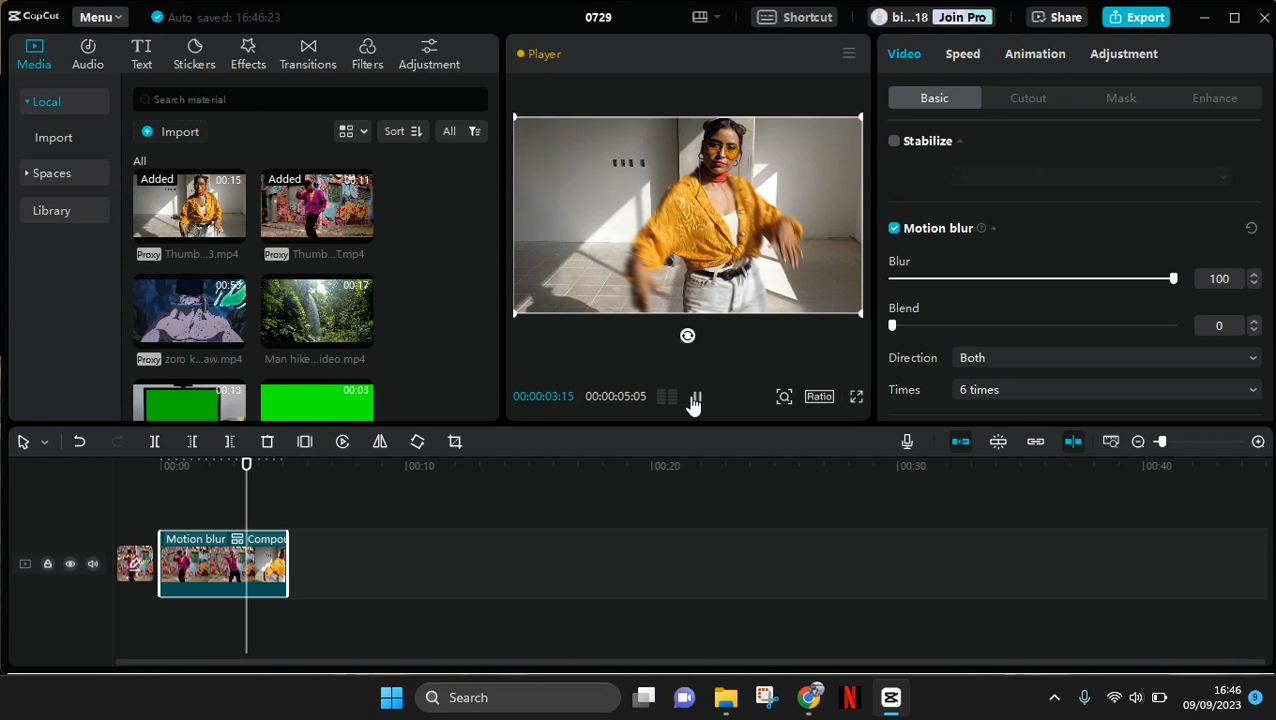 CapCut
Menu
Auto saved: 16:46:23
0729
Shortcut
bi...18
Join Pro
Share
Export
Media
Audio
Text
Stickers
Effects
Transitions
Filters
Adjustment
Local
Import
Spaces
Library
Search material
Import
Sort
All
All
Added
00:15
Proxy
Thumb...3.mp4
Added
00:11
Proxy
Thumb...T.mp4
00:53
Proxy
zoro k...aw.mp4
00:17
Man hike...ideo.mp4
00:13
00:03
Player
00:00:03:15
00:00:05:05
Ratio
Video
Speed
Animation
Adjustment
Basic
Cutout
Mask
Enhance
Stabilize
Motion blur
Blur
100
Blend
0
Direction
Both
Times
6 times
00:00
00:10
00:20
00:30
00:40
Motion blur
Compou
Search
16:46
09/09/2023
9